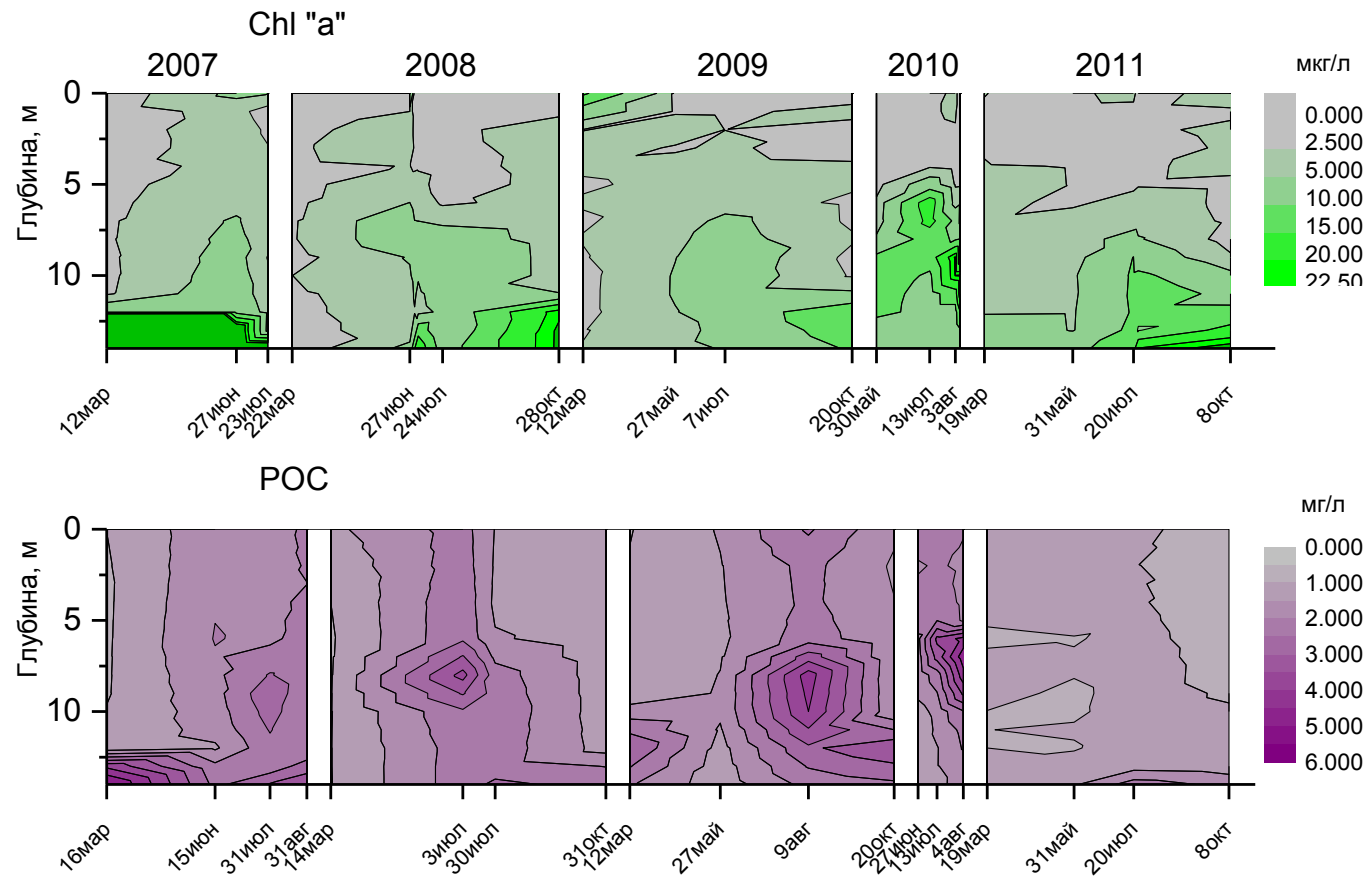 Chl "a"
2007 2008 2009 2010 2011
мкг/л
Глубина, м
0
5
10
0.000
2.500
5.000
10.00
15.00
20.00
22.50
12мар 27июн 23июл 22мар 27июн 24июл 28окт 12мар 27май 7июл 20окт 30май 13июл 3авг 19мар 31май 20июл 8окт
POC
мг/л
Глубина, м
0
5
10
0.000
1.000
2.000
3.000
4.000
5.000
6.000
16мар 15июн 31июл 31авг 14мар 3июл 30июл 31окт 12мар 27май 9авг 20окт 27июн 13июл 4авг 19мар 31май 20июл 8окт